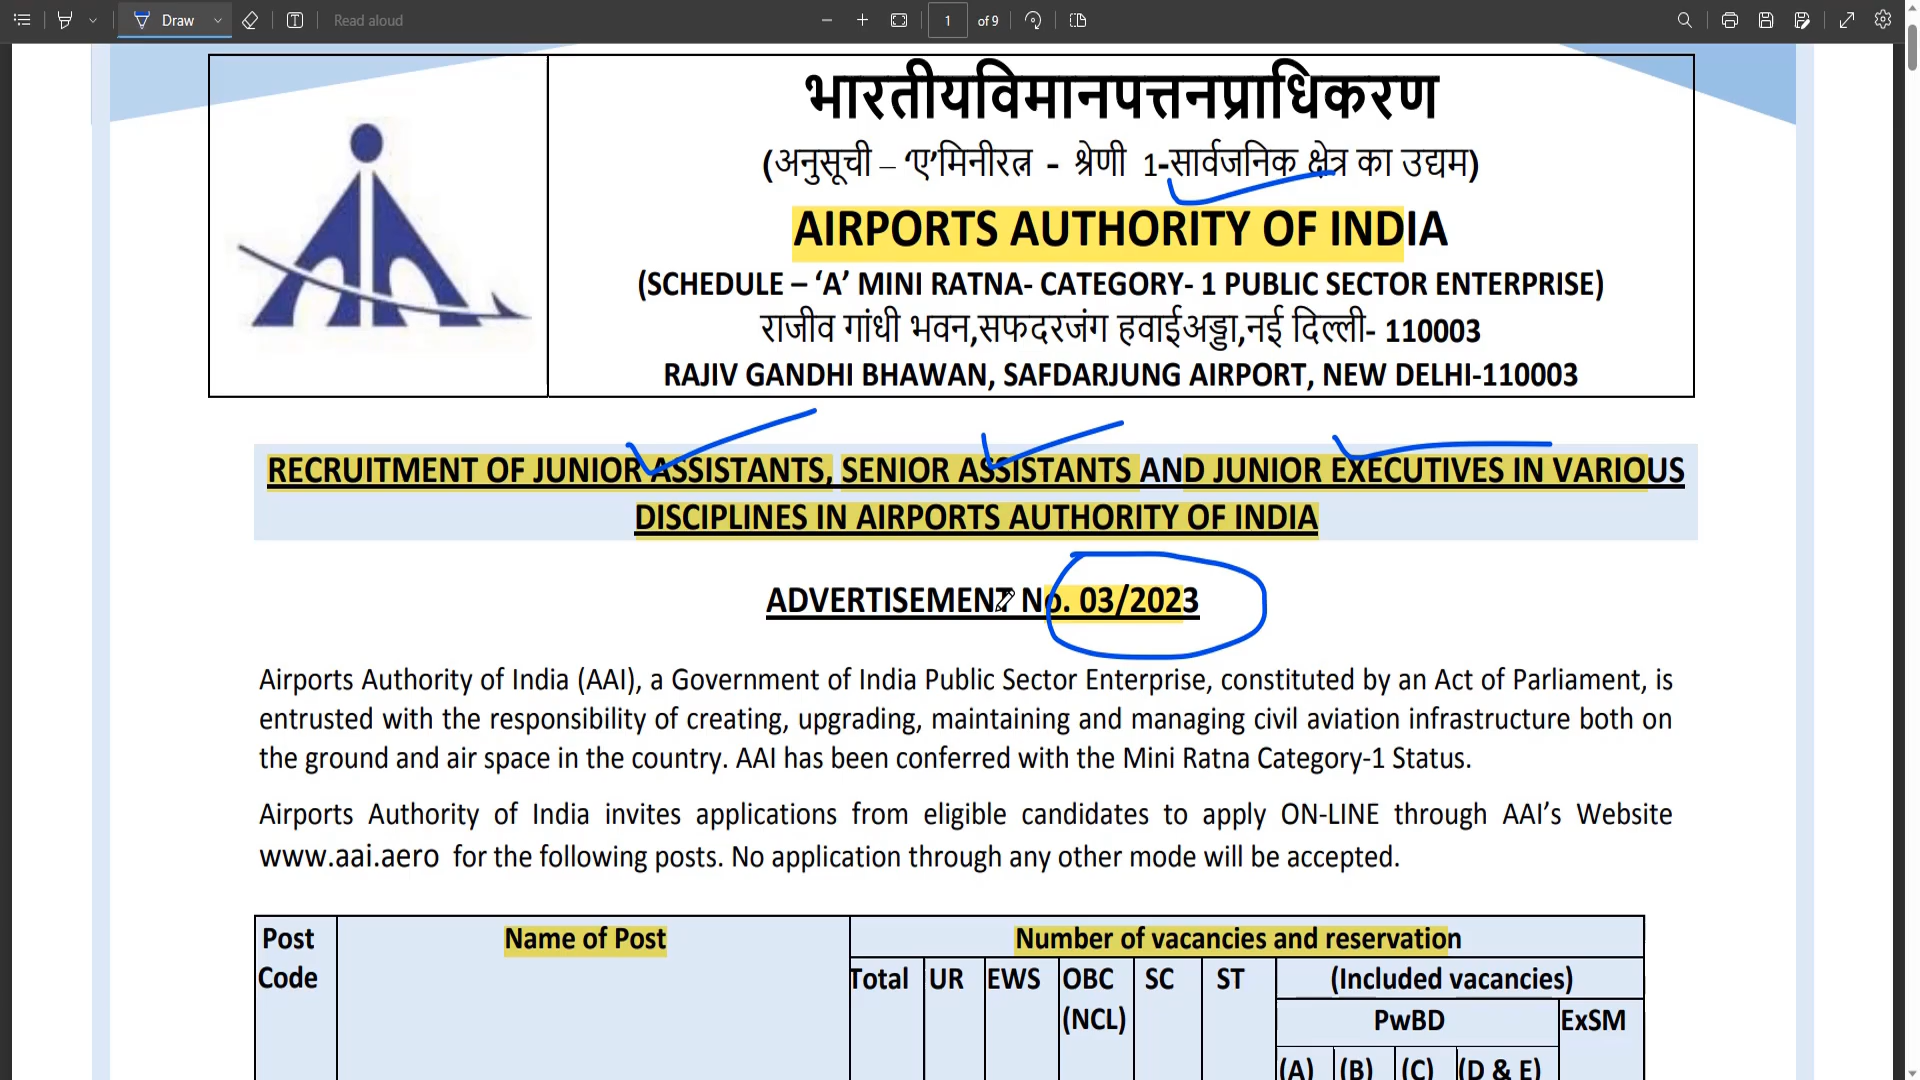 Draw
Read aloud
1 of 9
भारतीयविमानपत्तनप्राधिकरण
(अनुसूची – ‘ए’मिनीरत्न - श्रेणी 1-सार्वजनिक क्षेत्र का उद्यम)
AIRPORTS AUTHORITY OF INDIA
(SCHEDULE – ‘A’ MINI RATNA- CATEGORY- 1 PUBLIC SECTOR ENTERPRISE)
राजीव गांधी भवन,सफदरजंग हवाईअड्डा,नई दिल्ली- 110003
RAJIV GANDHI BHAWAN, SAFDARJUNG AIRPORT, NEW DELHI-110003
RECRUITMENT OF JUNIOR ASSISTANTS, SENIOR ASSISTANTS AND JUNIOR EXECUTIVES IN VARIOUS
DISCIPLINES IN AIRPORTS AUTHORITY OF INDIA
ADVERTISEMENT No. 03/2023
Airports Authority of India (AAI), a Government of India Public Sector Enterprise, constituted by an Act of Parliament, is
entrusted with the responsibility of creating, upgrading, maintaining and managing civil aviation infrastructure both on
the ground and air space in the country. AAI has been conferred with the Mini Ratna Category-1 Status.
Airports Authority of India invites applications from eligible candidates to apply ON-LINE through AAI’s Website
www.aai.aero for the following posts. No application through any other mode will be accepted.
Post Name of Post Number of vacancies and reservation
Code Total UR EWS OBC SC ST (Included vacancies)
(NCL) PwBD ExSM
(A) (B) (C) (D & E)